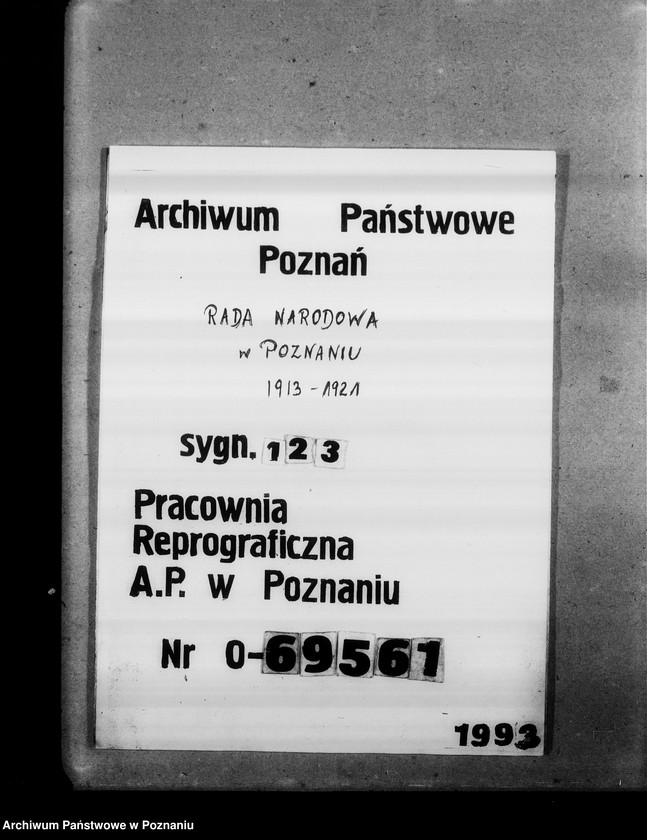 Archiwum Państwowe
Poznań
RADA NARODOWA
w POZNANIU
1913-1921
sygn. 123
Pracownia
Reprograficzna
A.P. w Poznaniu
Nr O-69561
1993
Archiwum Państwowe w Poznaniu